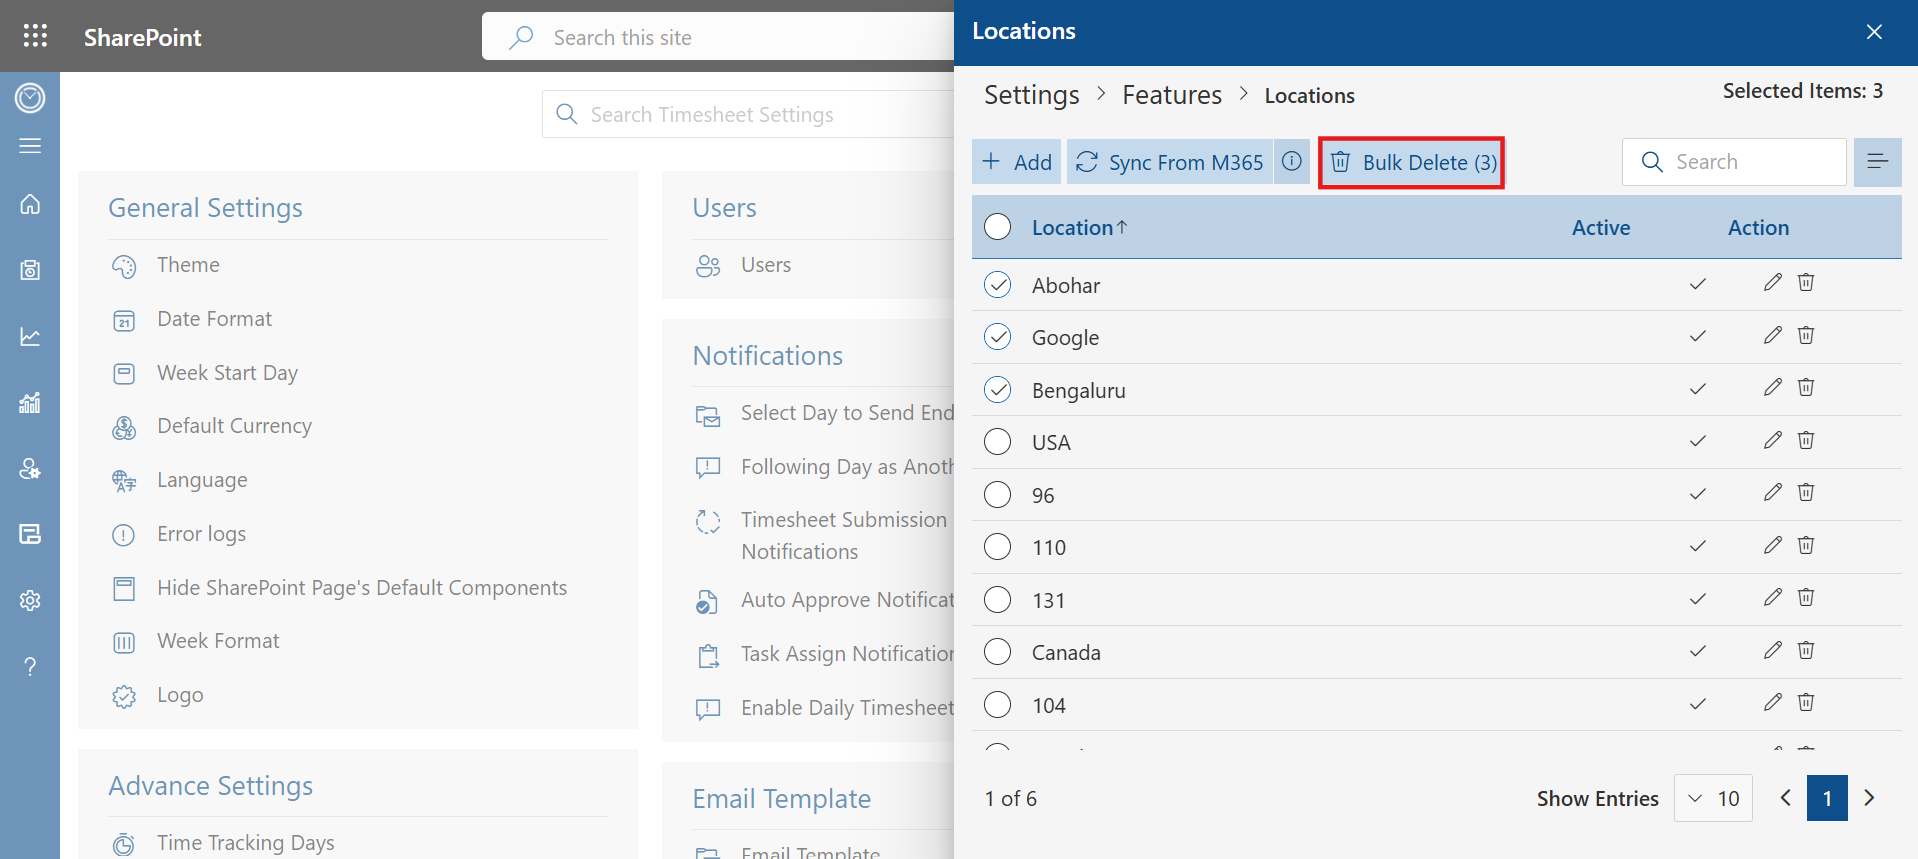 SharePoint
Search this site
Search Timesheet Settings
General Settings
Theme
21
Date Format
Week Start Day
Default Currency
Language
Error logs
Hide SharePoint Page's Default Components
Week Format
Logo
Advance Settings
Time Tracking Days
Users
Users
Notifications
Select Day to Send End
Following Day as Anoth
Timesheet Submission
Notifications
Auto Approve Notificat
Task Assign Notification
Enable Daily Timesheet
Email Template
Email Template
Locations
Settings > Features > Locations
Selected Items: 3
+ Add
Sync From M365
Bulk Delete (3)
Search
Location↑ Active Action
Abohar
Google
Bengaluru
USA
96
110
131
Canada
104
1 of 6
Show Entries 10
< 1 >